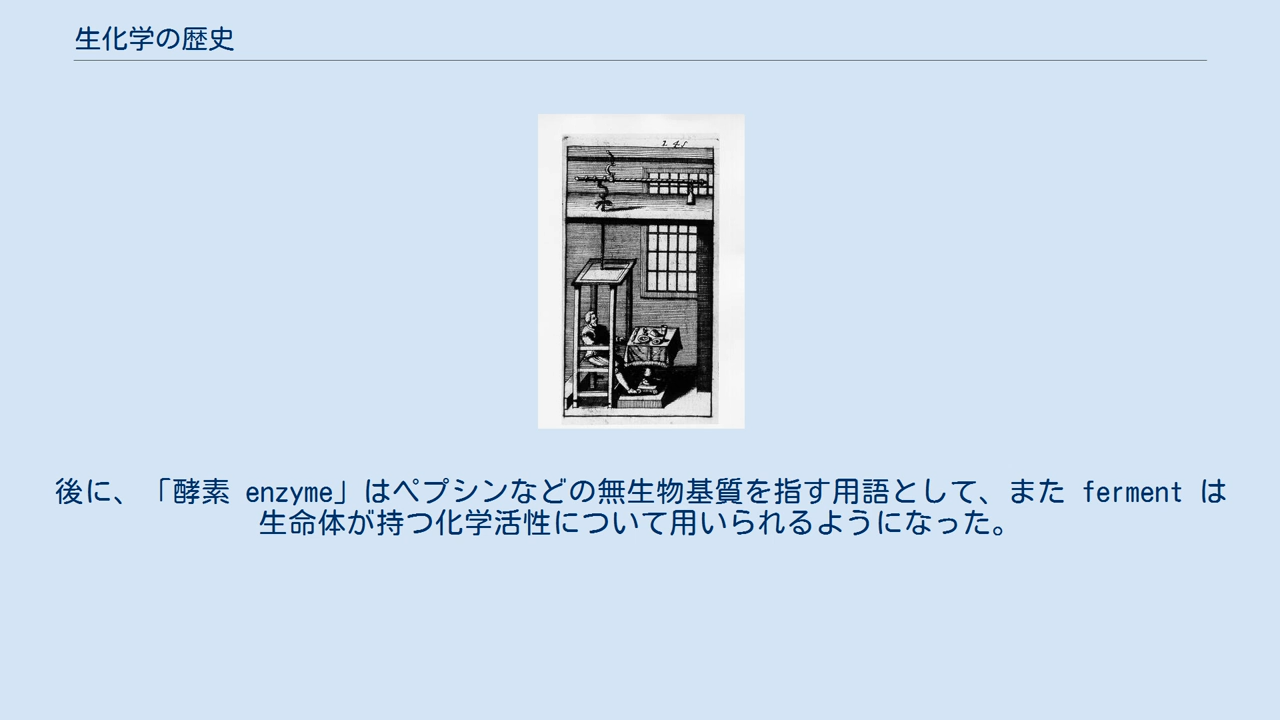 生化学の歴史
後に、「酵素 enzyme」はペプシンなどの無生物基質を指す用語として、また ferment は
生命体が持つ化学活性について用いられるようになった。